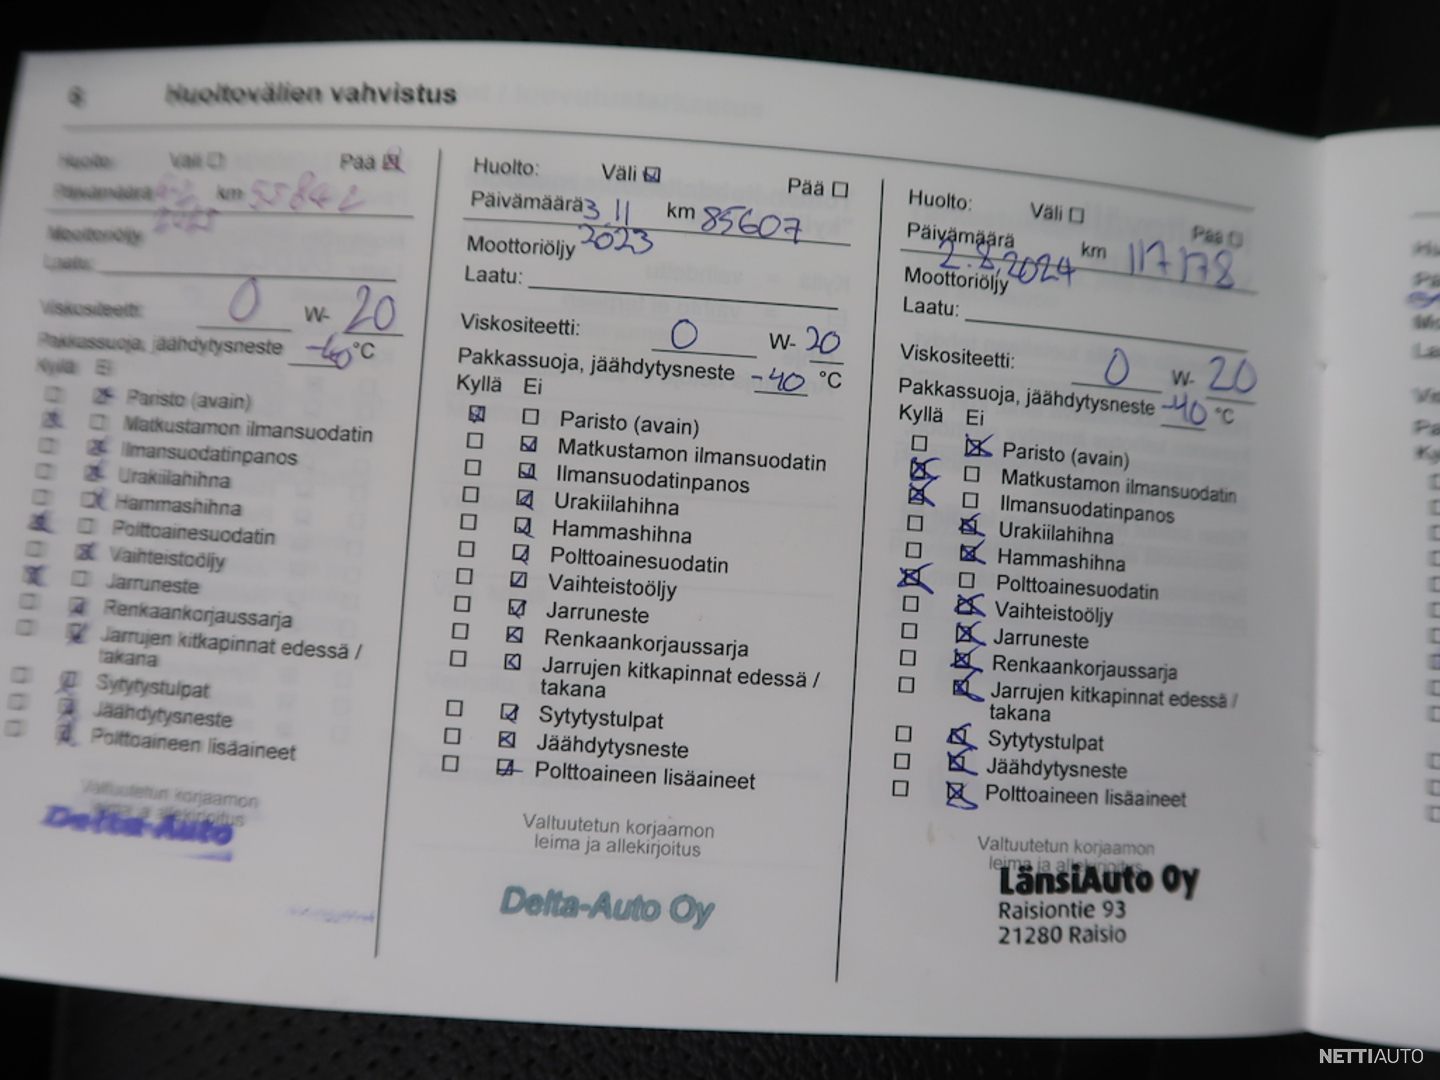 6 Huoltovälien vahvistus
Huolto: Väli Pää
Päivämäärä km 55842
Moottoriöljy
Laatu:
Viskositeetti: 0 W- 20
Pakkassuoja, jäähdytysneste -40 °C
Kyllä Ei
Paristo (avain)
Matkustamon ilmansuodatin
Ilmansuodatinpanos
Urakiilahihna
Hammashihna
Polttoainesuodatin
Vaihteistoöljy
Jarruneste
Renkaankorjaussarja
Jarrujen kitkapinnat edessä /
takana
Sytytystulpat
Jäähdytysneste
Polttoaineen lisäaineet
Valtuutetun korjaamon
leima ja allekirjoitus
Delta-Auto
Huolto: Väli Pää
Päivämäärä 3.11 km 85607
2023
Moottoriöljy
Laatu:
Viskositeetti: 0 W- 20
Pakkassuoja, jäähdytysneste -40 °C
Kyllä Ei
Paristo (avain)
Matkustamon ilmansuodatin
Ilmansuodatinpanos
Urakiilahihna
Hammashihna
Polttoainesuodatin
Vaihteistoöljy
Jarruneste
Renkaankorjaussarja
Jarrujen kitkapinnat edessä /
takana
Sytytystulpat
Jäähdytysneste
Polttoaineen lisäaineet
Valtuutetun korjaamon
leima ja allekirjoitus
Delta-Auto Oy
Huolto: Väli Pää
Päivämäärä 2.8.2024 km 117178
Moottoriöljy
Laatu:
Viskositeetti: 0 W- 20
Pakkassuoja, jäähdytysneste -40 °C
Kyllä Ei
Paristo (avain)
Matkustamon ilmansuodatin
Ilmansuodatinpanos
Urakiilahihna
Hammashihna
Polttoainesuodatin
Vaihteistoöljy
Jarruneste
Renkaankorjaussarja
Jarrujen kitkapinnat edessä /
takana
Sytytystulpat
Jäähdytysneste
Polttoaineen lisäaineet
Valtuutetun korjaamon
leima ja allekirjoitus
LänsiAuto Oy
Raisiontie 93
21280 Raisio
NETTIAUTO